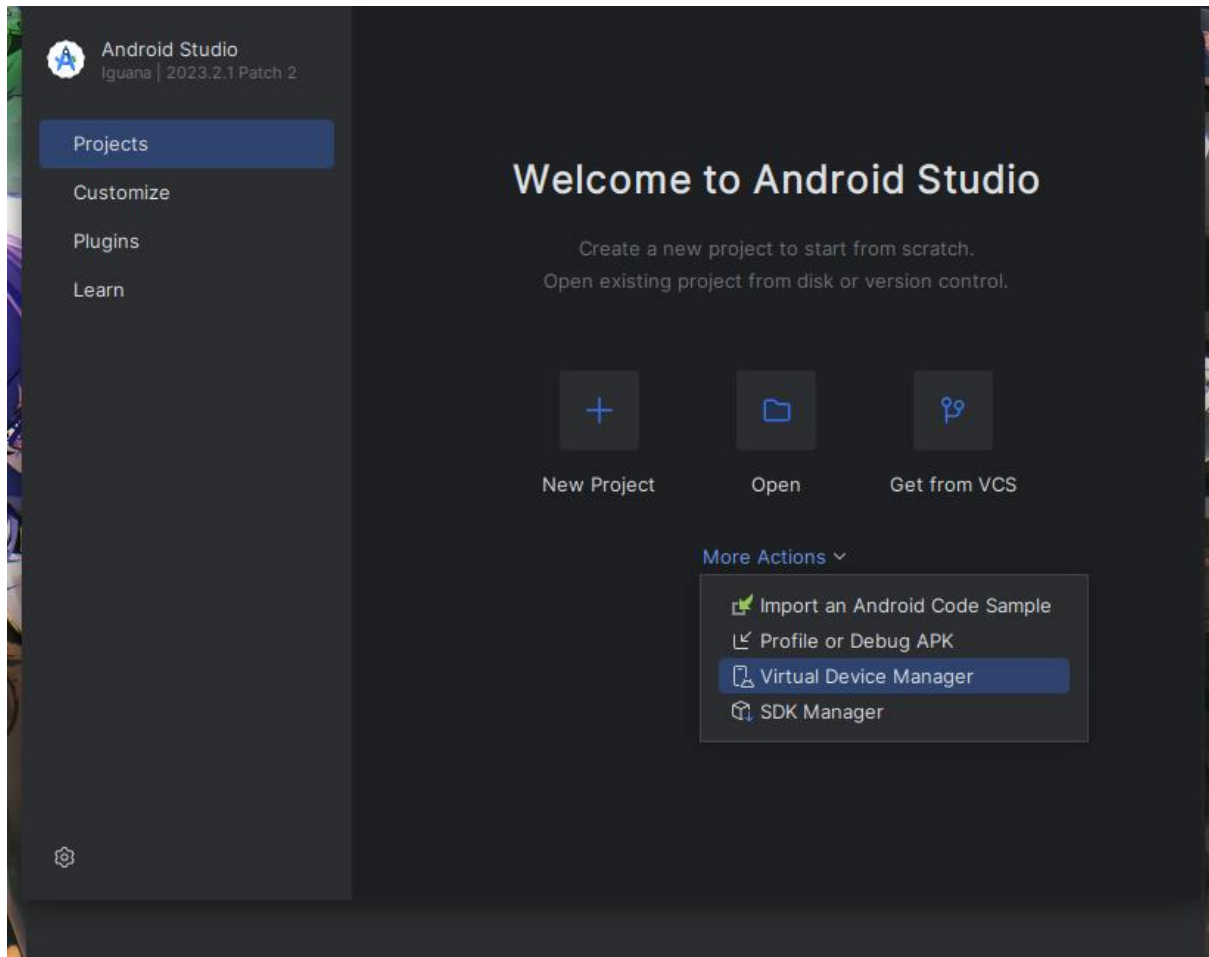 Android Studio
Iguana | 2023.2.1 Patch 2
Projects
Customize
Plugins
Learn
Welcome to Android Studio
Create a new project to start from scratch.
Open existing project from disk or version control.
New Project
Open
Get from VCS
More Actions
Import an Android Code Sample
Profile or Debug APK
Virtual Device Manager
SDK Manager